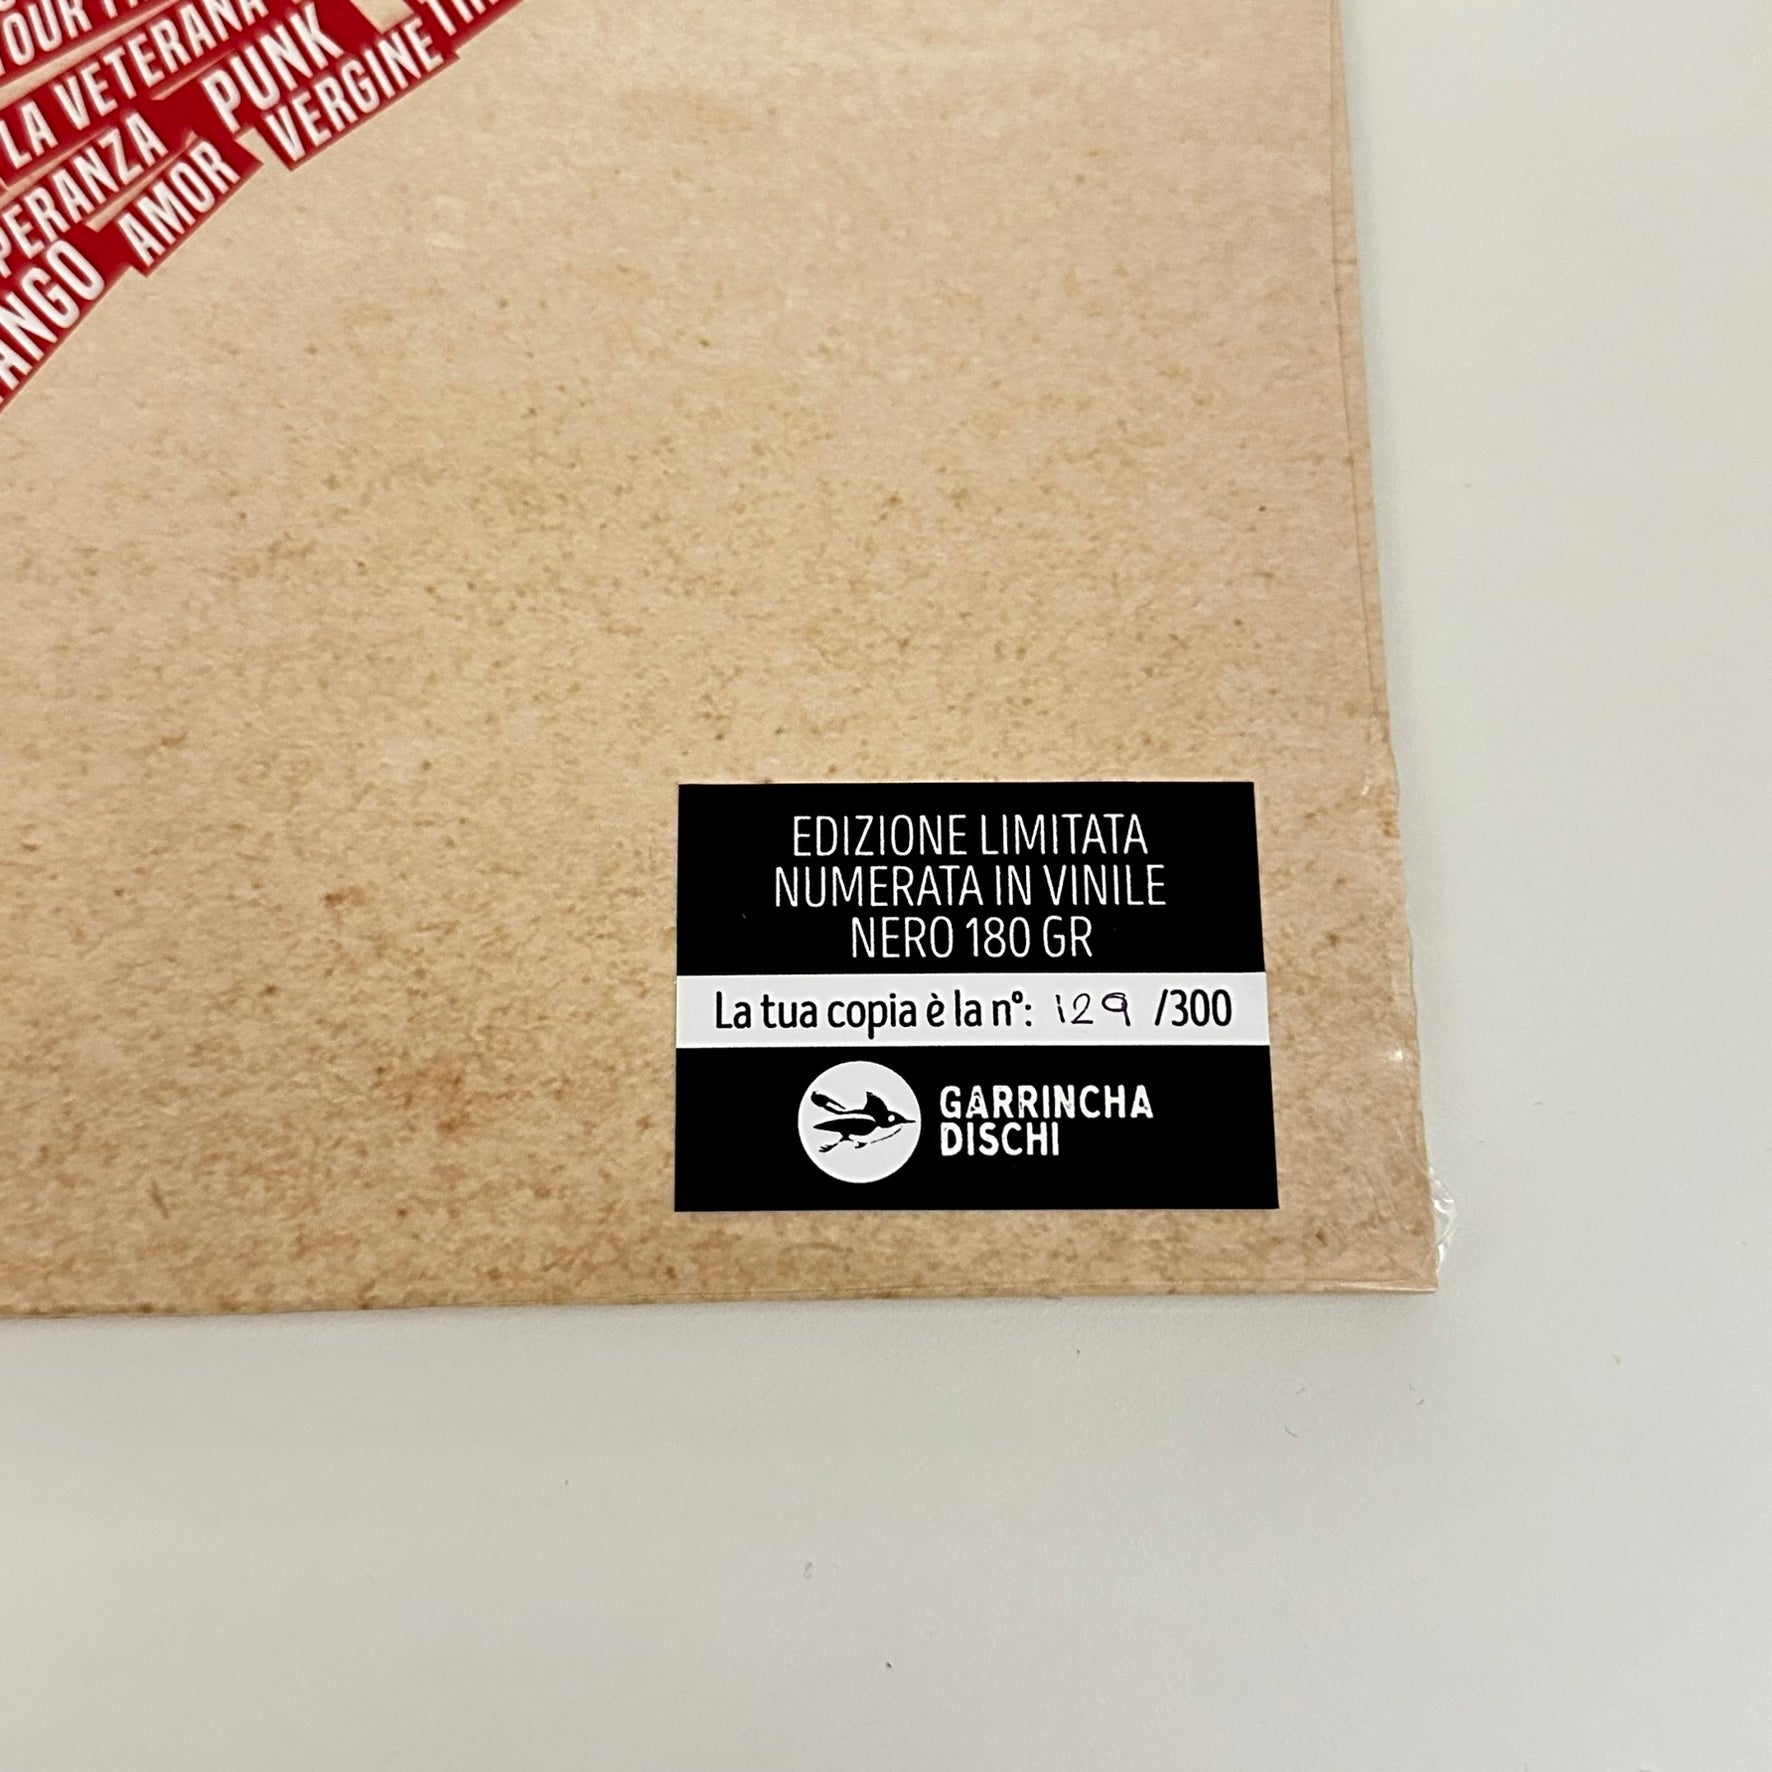 LA VETERANA
PUNK
AMOR
VERGINE
EDIZIONE LIMITATA
NUMERATA IN VINILE
NERO 180 GR
La tua copia è la n°: 129 /300
GARRINCHA
DISCHI